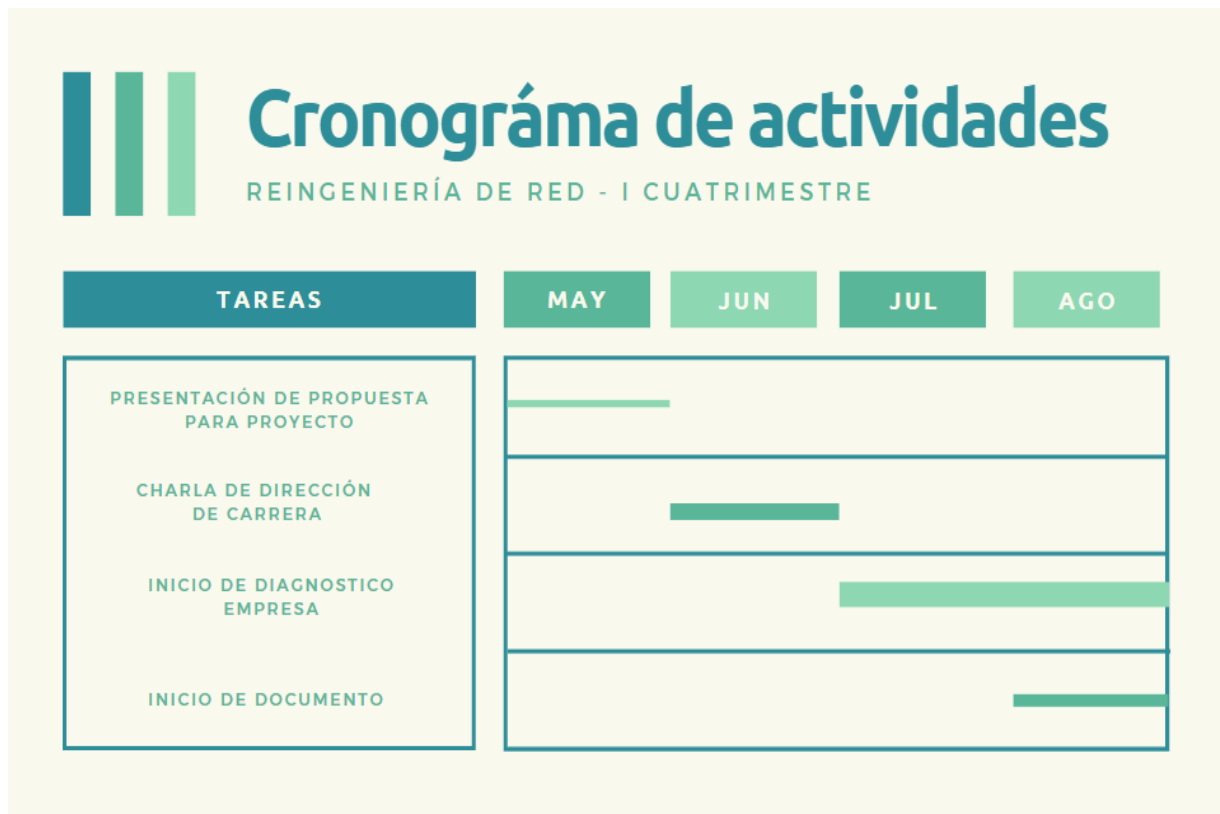 Cronográma de actividades
REINGENIERÍA DE RED - I CUATRIMESTRE
TAREAS
MAY
JUN
JUL
AGO
PRESENTACIÓN DE PROPUESTA
PARA PROYECTO
CHARLA DE DIRECCIÓN
DE CARRERA
INICIO DE DIAGNOSTICO
EMPRESA
INICIO DE DOCUMENTO